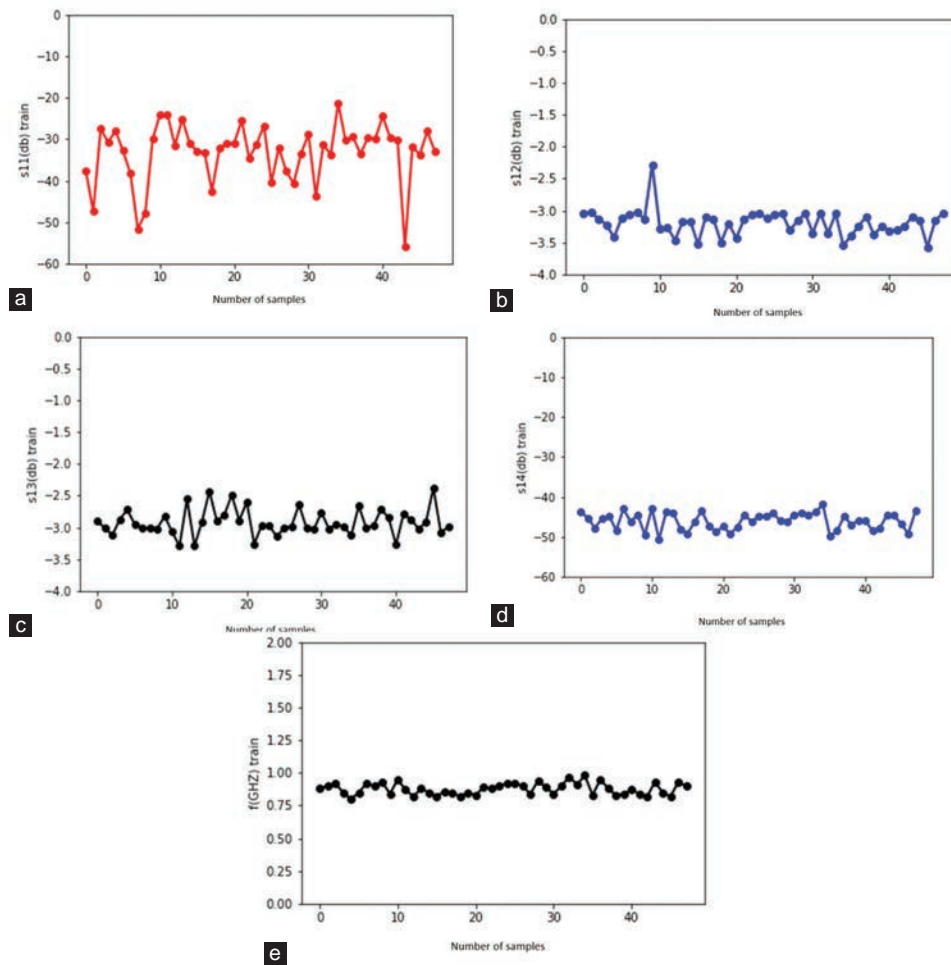 0
−10
−20
−30
−40
−50
−60
s11(db) train
0 10 20 30 40
Number of samples
a
0.0
−0.5
−1.0
−1.5
−2.0
−2.5
−3.0
−3.5
−4.0
s12(db) train
0 10 20 30 40
Number of samples
b
0.0
−0.5
−1.0
−1.5
−2.0
−2.5
−3.0
−3.5
−4.0
s13(db) train
0 10 20 30 40
Number of samples
c
0
−10
−20
−30
−40
−50
−60
s14(db) train
0 10 20 30 40
Number of samples
d
2.00
1.75
1.50
1.25
1.00
0.75
0.50
0.25
0.00
f(GHZ) train
0 10 20 30 40
Number of samples
e